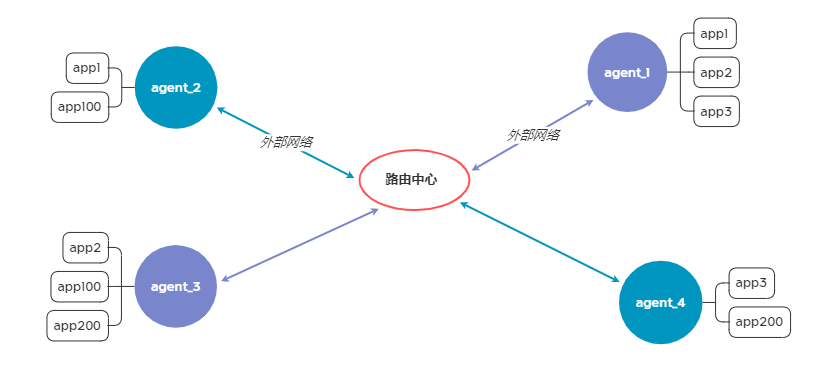 app1
app100
agent_2
外部网络
agent_1
app1
app2
app3
外部网络
路由中心
app2
app100
app200
agent_3
agent_4
app3
app200